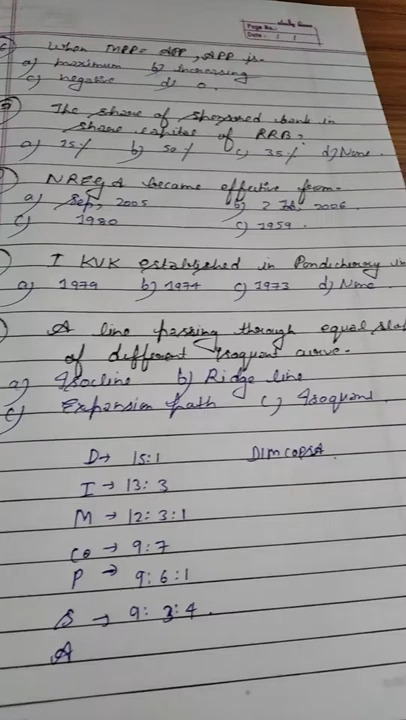 Page No.
Date: / /
When MPP = APP, APP is.
a) maximum b) Increasing
c) negative d) 0.
The share of sponsored bank in
share capital of RRB?
a) 25% b) 50% c) 35% d) None.
NREGA became effective from-
a) Sep, 2005 b) 2 Feb, 2006
c) 1980 c) 1959.
I KVK established in Pondicherry in
a) 1979 b) 1974 c) 1973 d) None
A line passing through equal
of different Isoquant curve.
a) Isocline b) Ridge line
c) Expansion path c) Isoquant.
D→ 15:1 DIMCOPSA
I → 13:3
M → 12:3:1
Co → 9:7
P → 9:6:1
S → 9:3:4.
A